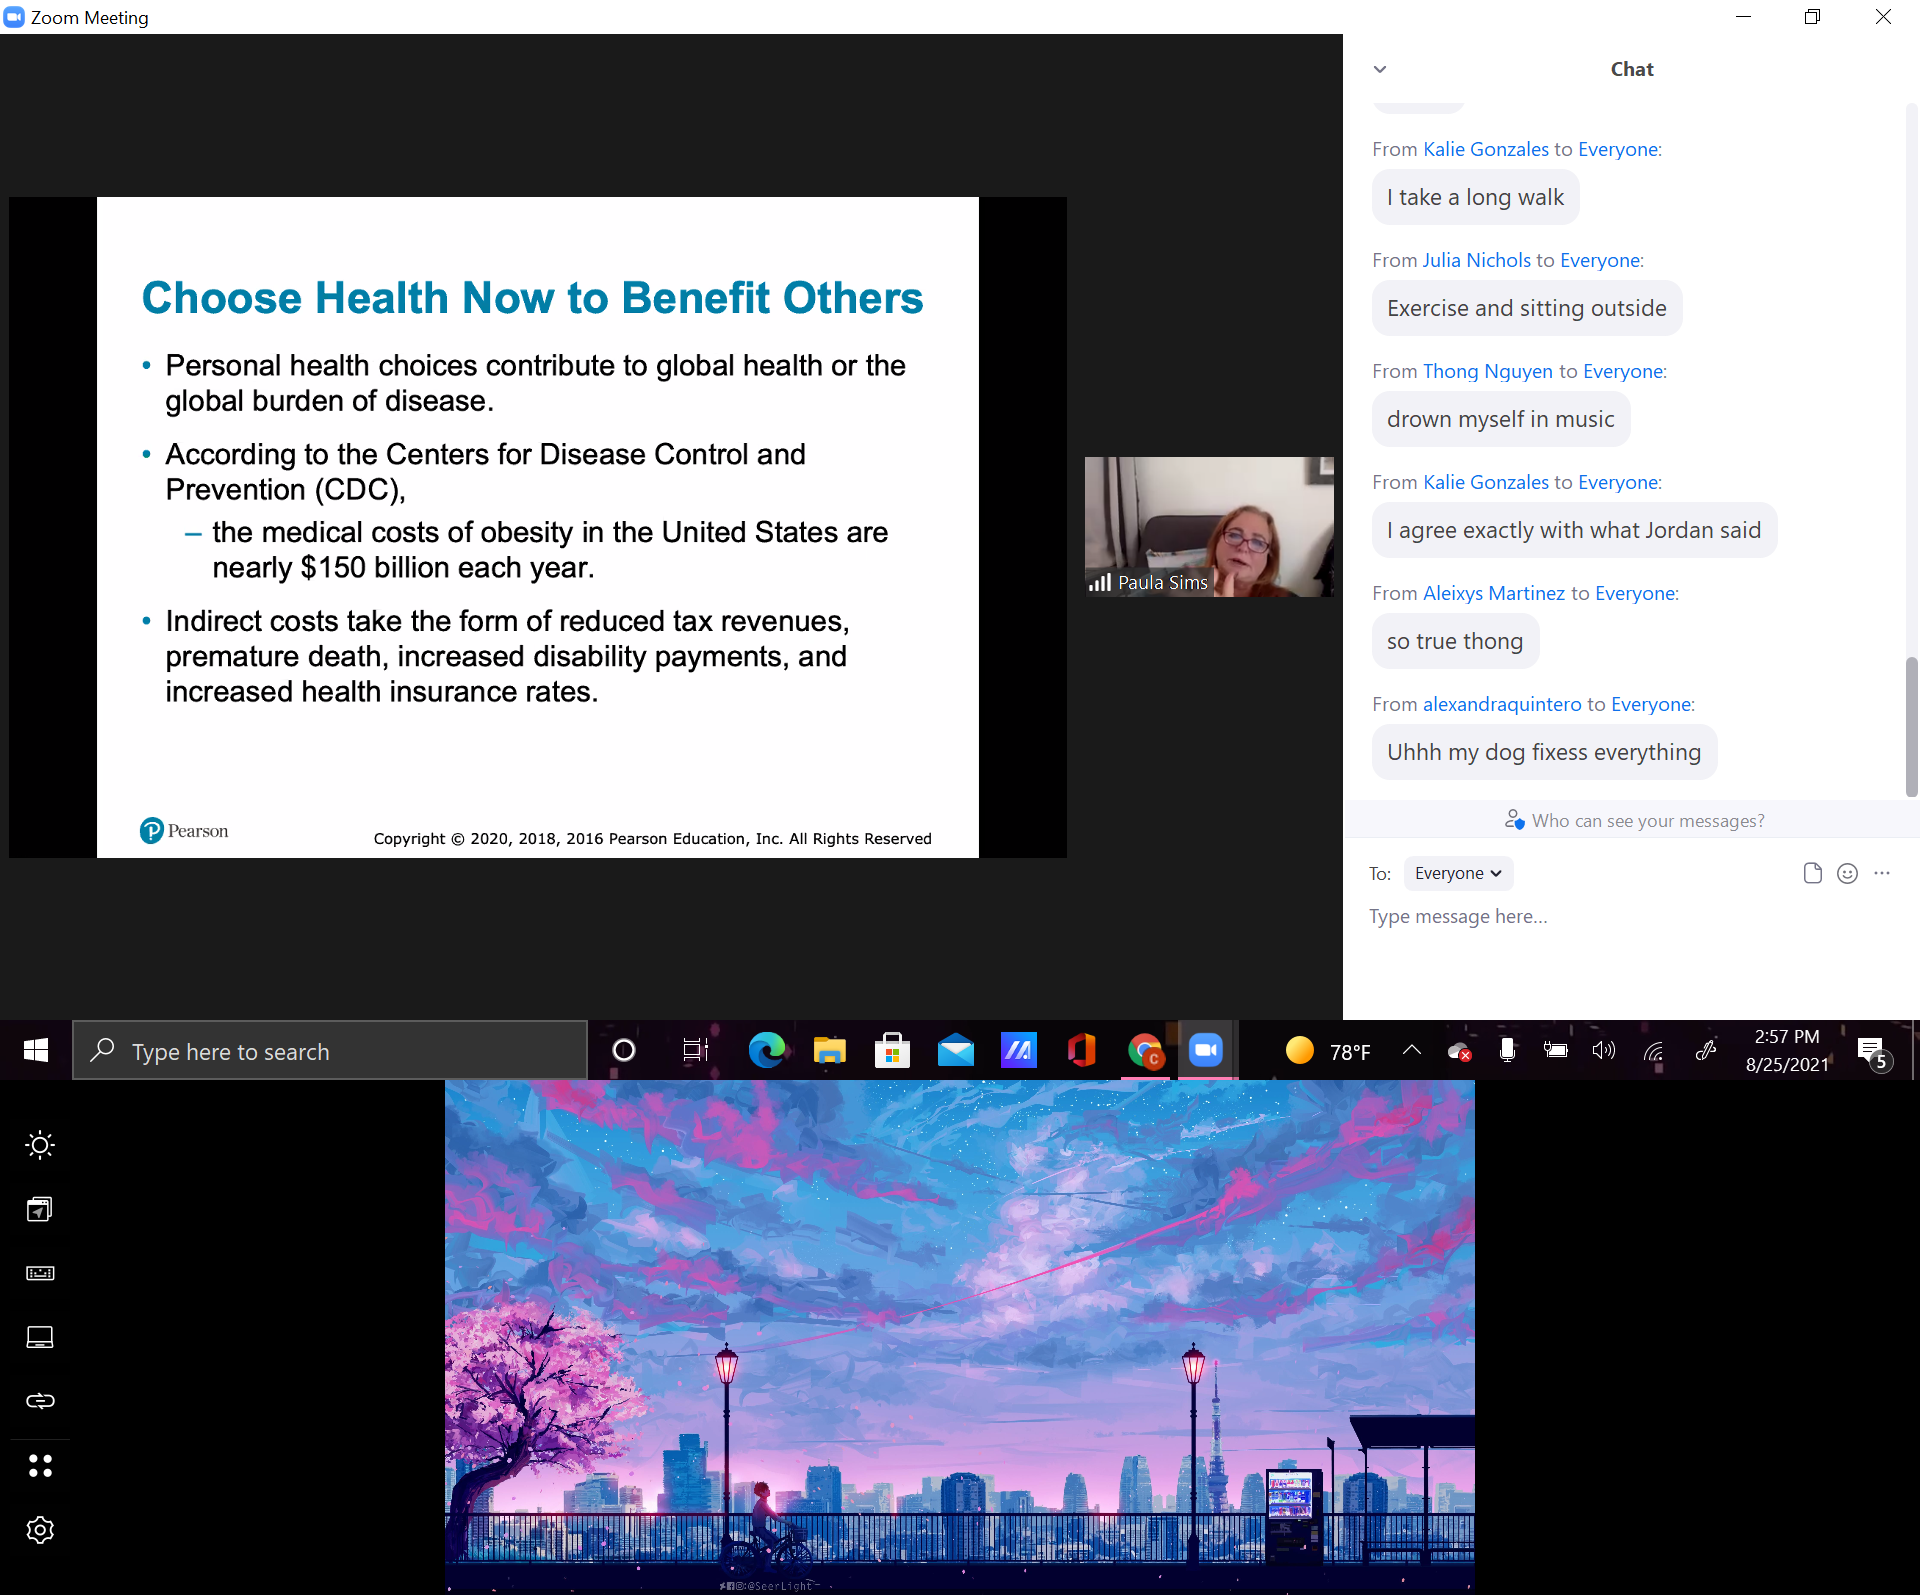 Zoom Meeting
Choose Health Now to Benefit Others
• Personal health choices contribute to global health or the
global burden of disease.
• According to the Centers for Disease Control and
Prevention (CDC),
– the medical costs of obesity in the United States are
nearly $150 billion each year.
• Indirect costs take the form of reduced tax revenues,
premature death, increased disability payments, and
increased health insurance rates.
P Pearson
Copyright © 2020, 2018, 2016 Pearson Education, Inc. All Rights Reserved
Paula Sims
Chat
From Kalie Gonzales to Everyone:
I take a long walk
From Julia Nichols to Everyone:
Exercise and sitting outside
From Thong Nguyen to Everyone:
drown myself in music
From Kalie Gonzales to Everyone:
I agree exactly with what Jordan said
From Aleixys Martinez to Everyone:
so true thong
From alexandraquintero to Everyone:
Uhhh my dog fixess everything
Who can see your messages?
To: Everyone
Type message here...
Type here to search
C
78°F
2:57 PM
8/25/2021
5
@SeerLight